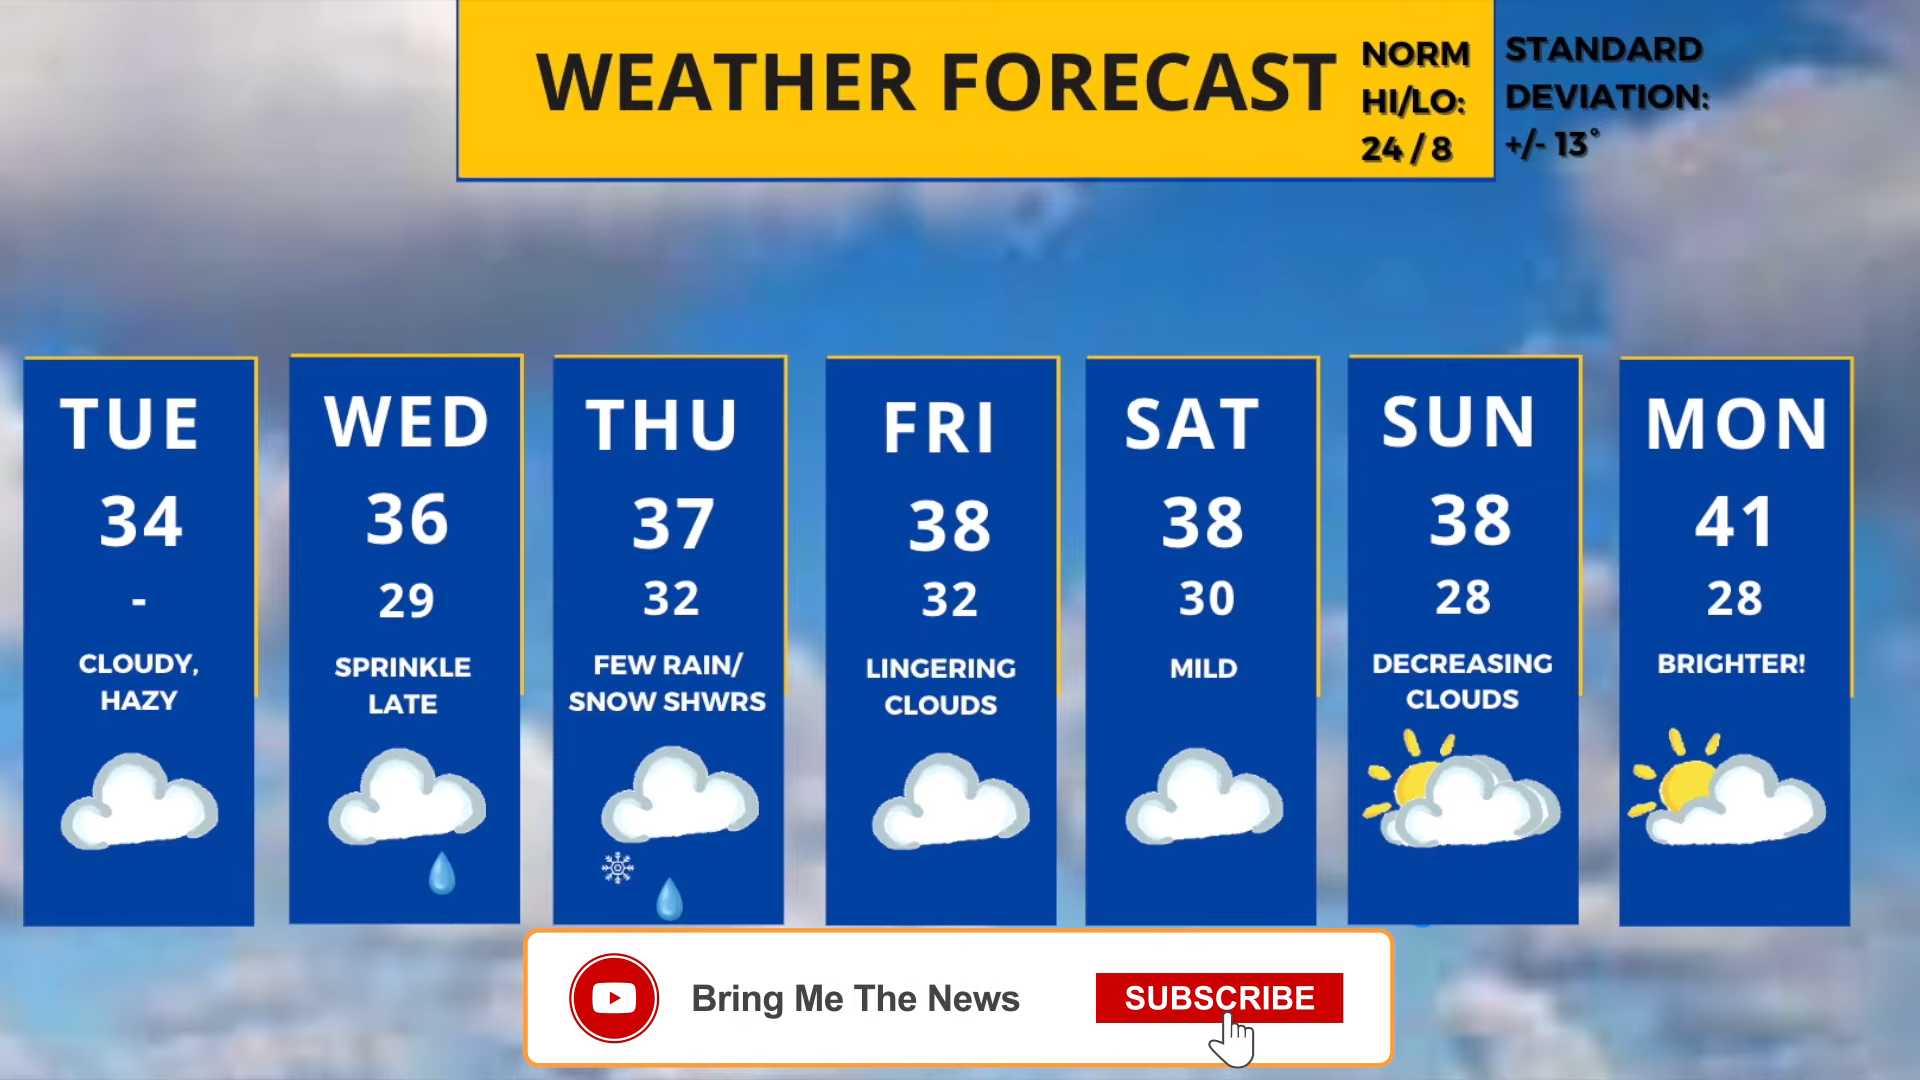 WEATHER FORECAST
NORM
HI/LO:
24 / 8
STANDARD
DEVIATION:
+/- 13°
TUE
34
-
CLOUDY,
HAZY
WED
36
29
SPRINKLE
LATE
THU
37
32
FEW RAIN/
SNOW SHWRS
FRI
38
32
LINGERING
CLOUDS
SAT
38
30
MILD
SUN
38
28
DECREASING
CLOUDS
MON
41
28
BRIGHTER!
Bring Me The News
SUBSCRIBE